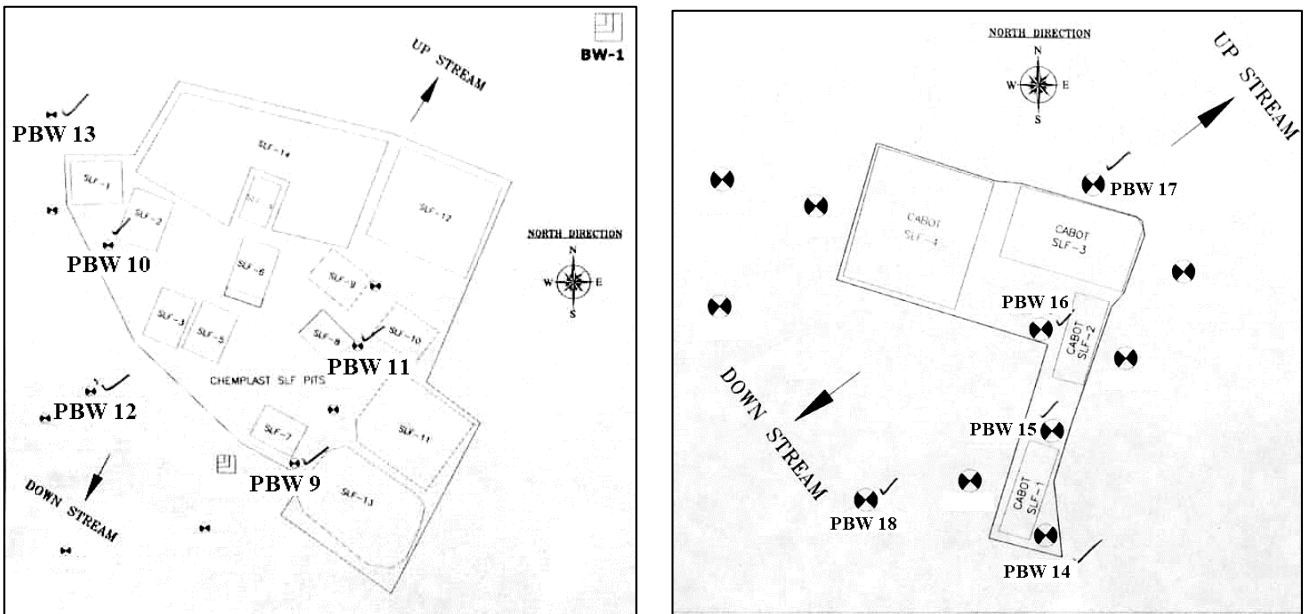 BW-1
UP STREAM
PBW 13
SLF-14
SLF-1
SLF-2
SLF-12
PBW 10
SLF-6
SLF-9
NORTH DIRECTION
N
W E
S
SLF-3
SLF-5
SLF-8
SLF-10
PBW 11
CHEMPLAST SLF PITS
PBW 12
SLF-7
SLF-11
PBW 9
SLF-13
DOWN STREAM
NORTH DIRECTION
N
W E
S
UP STREAM
PBW 17
CABOT
SLF-4
CABOT
SLF-3
PBW 16
CABOT
SLF-2
DOWN STREAM
PBW 15
CABOT
SLF-1
PBW 18
PBW 14